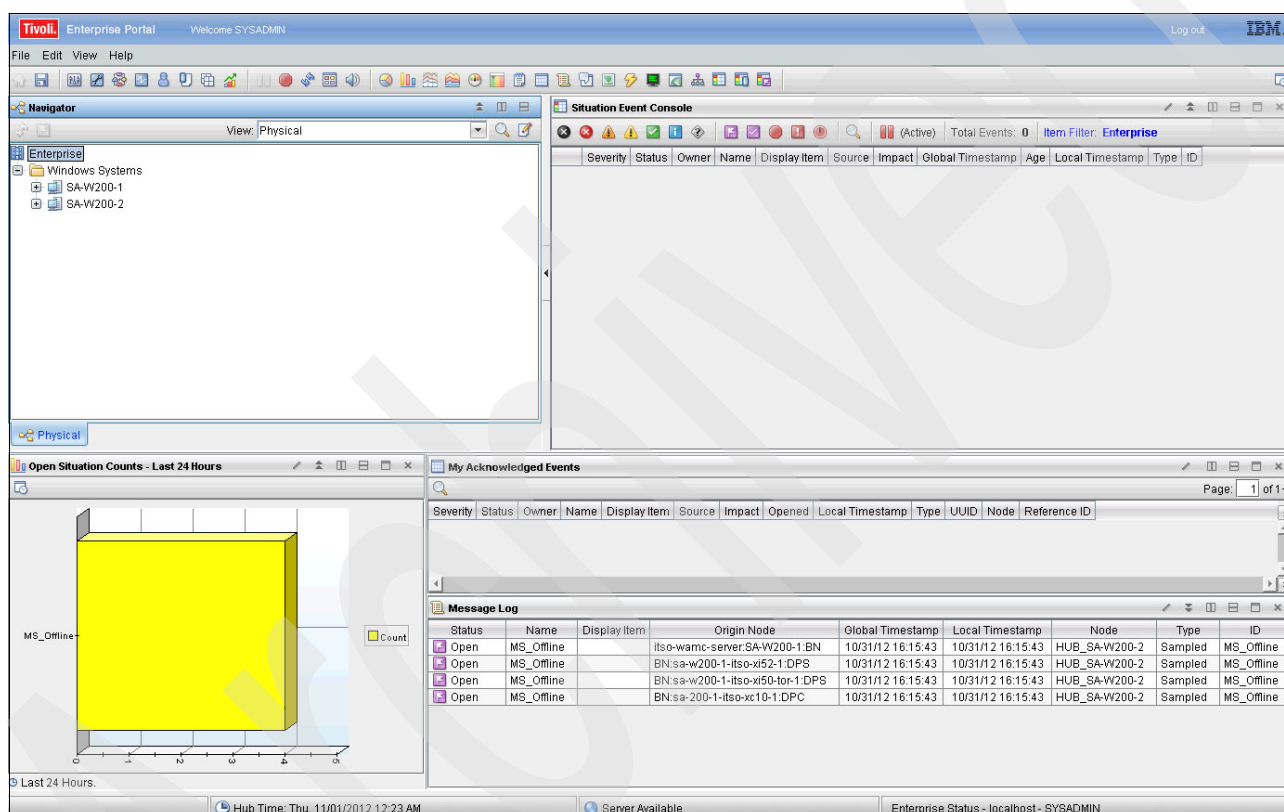 Tivoli. Enterprise Portal Welcome SYSADMIN Log out IBM.
File Edit View Help
Navigator
View: Physical
Enterprise
Windows Systems
SA-W200-1
SA-W200-2
Physical
Situation Event Console
(Active) Total Events: 0 Item Filter: Enterprise
Severity Status Owner Name Display Item Source Impact Global Timestamp Age Local Timestamp Type ID
Open Situation Counts - Last 24 Hours
MS_Offline
Count
0 1 2 3 4 5
Last 24 Hours.
My Acknowledged Events
Page: 1 of 1
Severity Status Owner Name Display Item Source Impact Opened Local Timestamp Type UUID Node Reference ID
Message Log
Status Name Display Item Origin Node Global Timestamp Local Timestamp Node Type ID
Open MS_Offline itso-wamc-server:SA-W200-1:BN 10/31/12 16:15:43 10/31/12 16:15:43 HUB_SA-W200-2 Sampled MS_Offline
Open MS_Offline BN:sa-w200-1-itso-xi52-1:DPS 10/31/12 16:15:43 10/31/12 16:15:43 HUB_SA-W200-2 Sampled MS_Offline
Open MS_Offline BN:sa-w200-1-itso-xi50-tor-1:DPS 10/31/12 16:15:43 10/31/12 16:15:43 HUB_SA-W200-2 Sampled MS_Offline
Open MS_Offline BN:sa-200-1-itso-xc10-1:DPC 10/31/12 16:15:43 10/31/12 16:15:43 HUB_SA-W200-2 Sampled MS_Offline
Hub Time: Thu, 11/01/2012 12:23 AM Server Available Enterprise Status - localhost - SYSADMIN